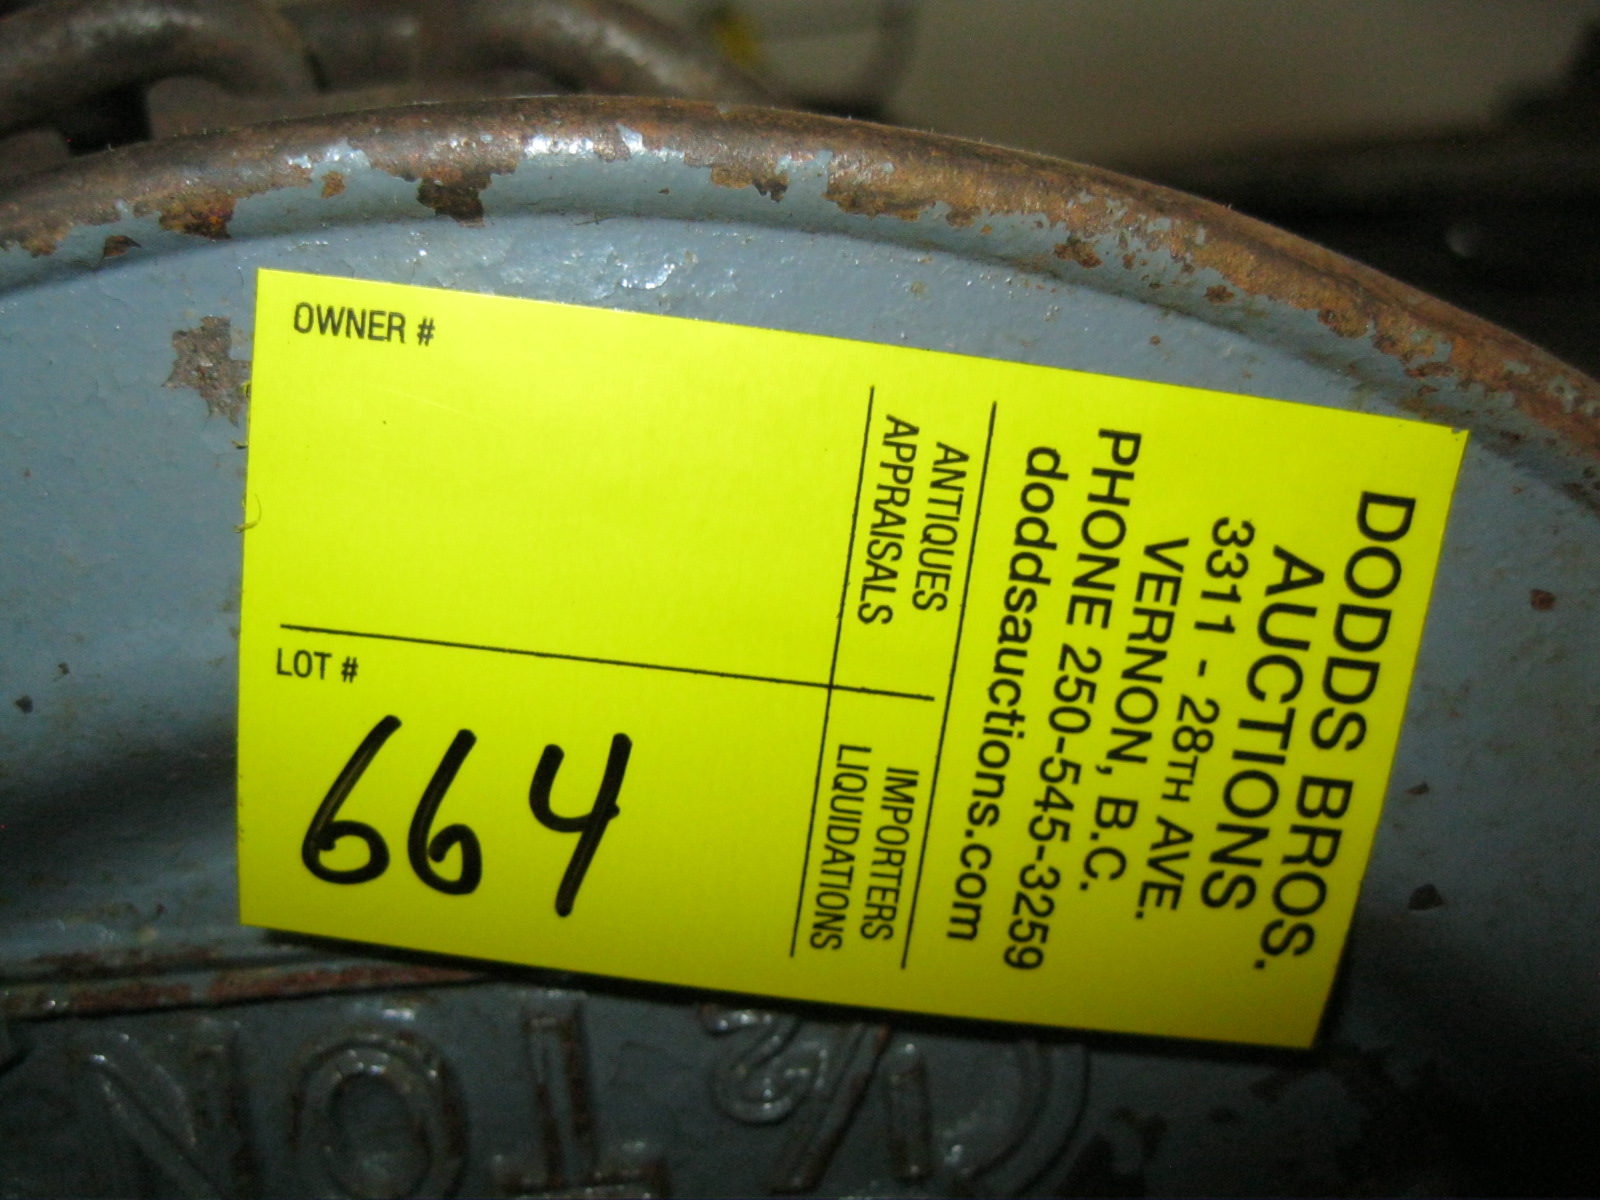 OWNER #
LOT #
664
DODDS BROS.
AUCTIONS
3311 - 28TH AVE.
VERNON, B.C.
PHONE 250-545-3259
doddsauctions.com
ANTIQUES
APPRAISALS
IMPORTERS
LIQUIDATIONS
TON